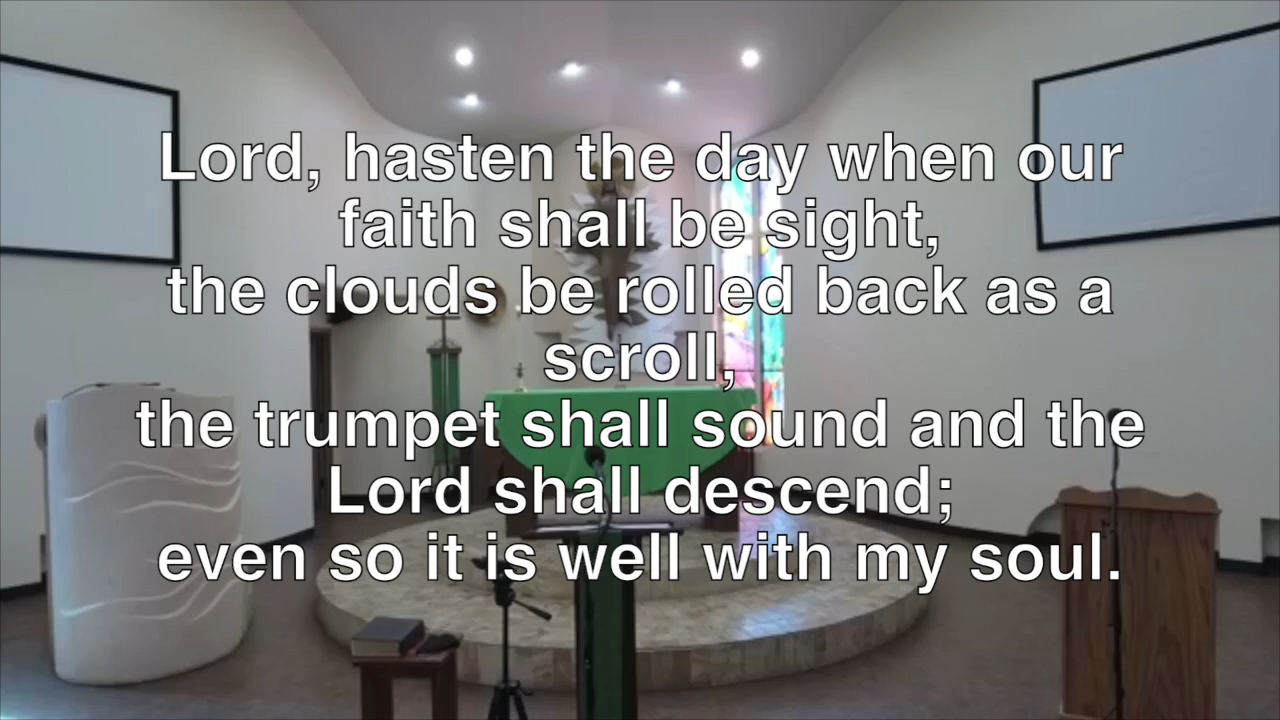 Lord, hasten the day when our
faith shall be sight,
the clouds be rolled back as a
scroll,
the trumpet shall sound and the
Lord shall descend;
even so it is well with my soul.